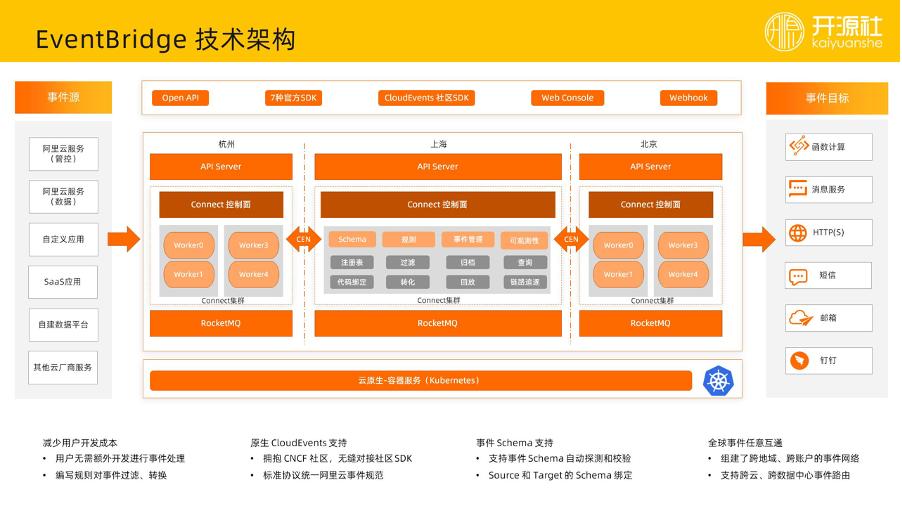 EventBridge 技术架构
开源社
kaiyuanshe
事件源
阿里云服务
（管控）
阿里云服务
（数据）
自定义应用
SaaS应用
自建数据平台
其他云厂商服务
Open API
7种官方SDK
CloudEvents 社区SDK
Web Console
Webhook
杭州
API Server
Connect 控制面
Worker0
Worker3
Worker1
Worker4
Connect集群
RocketMQ
CEN
上海
API Server
Connect 控制面
Schema
规则
事件管理
可观测性
注册表
过滤
归档
查询
代码绑定
转化
回放
链路追逐
Connect集群
RocketMQ
CEN
北京
API Server
Connect 控制面
Worker0
Worker3
Worker1
Worker4
Connect集群
RocketMQ
云原生-容器服务（Kubernetes）
事件目标
函数计算
消息服务
HTTP(S)
短信
邮箱
钉钉
减少用户开发成本
• 用户无需额外开发进行事件处理
• 编写规则对事件过滤、转换
原生 CloudEvents 支持
• 拥抱 CNCF 社区，无缝对接社区SDK
• 标准协议统一阿里云事件规范
事件 Schema 支持
• 支持事件 Schema 自动探测和校验
• Source 和 Target 的 Schema 绑定
全球事件任意互通
• 组建了跨地域、跨账户的事件网络
• 支持跨云、跨数据中心事件路由